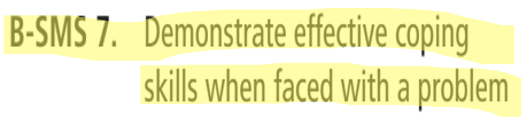 B-SMS 7. Demonstrate effective coping
skills when faced with a problem